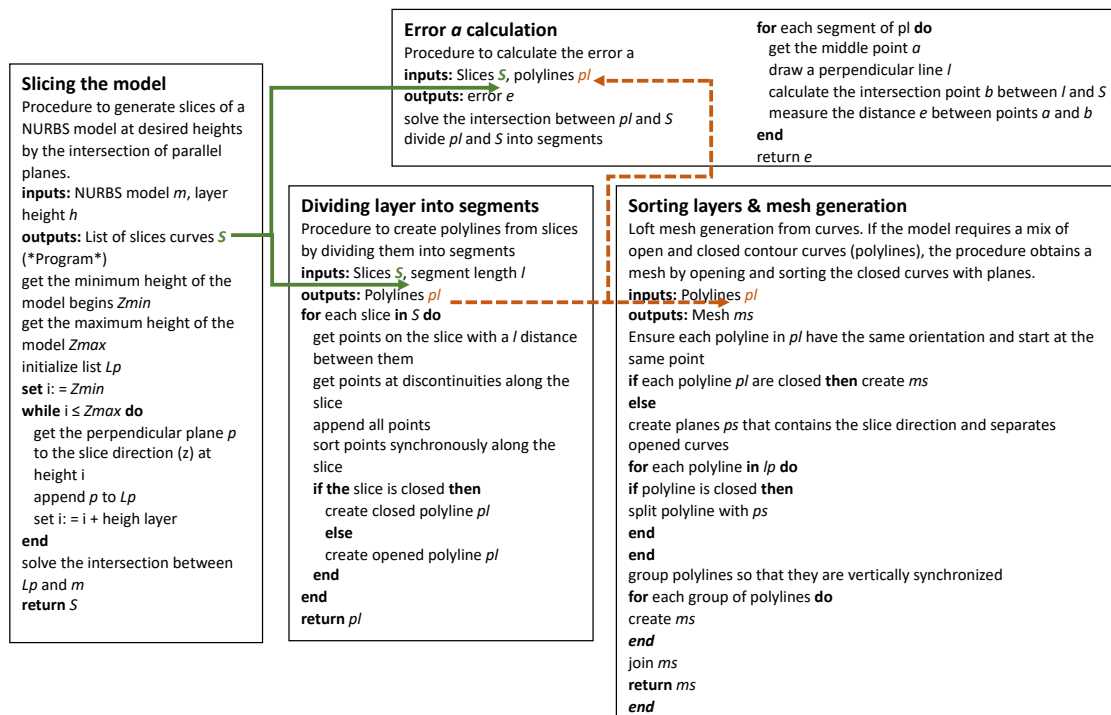 Slicing the model
Procedure to generate slices of a
NURBS model at desired heights
by the intersection of parallel
planes.
inputs: NURBS model m, layer
height h
outputs: List of slices curves S
(*Program*)
get the minimum height of the
model begins Zmin
get the maximum height of the
model Zmax
initialize list Lp
set i: = Zmin
while i ≤ Zmax do
get the perpendicular plane p
to the slice direction (z) at
height i
append p to Lp
set i: = i + heigh layer
end
solve the intersection between
Lp and m
return S
Error a calculation
Procedure to calculate the error a
inputs: Slices S, polylines pl
outputs: error e
solve the intersection between pl and S
divide pl and S into segments
for each segment of pl do
get the middle point a
draw a perpendicular line l
calculate the intersection point b between l and S
measure the distance e between points a and b
end
return e
Dividing layer into segments
Procedure to create polylines from slices
by dividing them into segments
inputs: Slices S, segment length l
outputs: Polylines pl
for each slice in S do
get points on the slice with a l distance
between them
get points at discontinuities along the
slice
append all points
sort points synchronously along the
slice
if the slice is closed then
create closed polyline pl
else
create opened polyline pl
end
end
return pl
Sorting layers & mesh generation
Loft mesh generation from curves. If the model requires a mix of
open and closed contour curves (polylines), the procedure obtains a
mesh by opening and sorting the closed curves with planes.
inputs: Polylines pl
outputs: Mesh ms
Ensure each polyline in pl have the same orientation and start at the
same point
if each polyline pl are closed then create ms
else
create planes ps that contains the slice direction and separates
opened curves
for each polyline in lp do
if polyline is closed then
split polyline with ps
end
end
group polylines so that they are vertically synchronized
for each group of polylines do
create ms
end
join ms
return ms
end